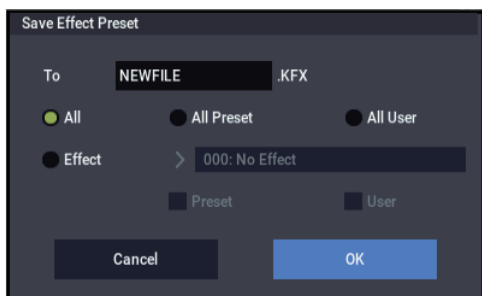 Save Effect Preset
To NEWFILE .KFX
All All Preset All User
Effect > 000: No Effect
Preset User
Cancel OK